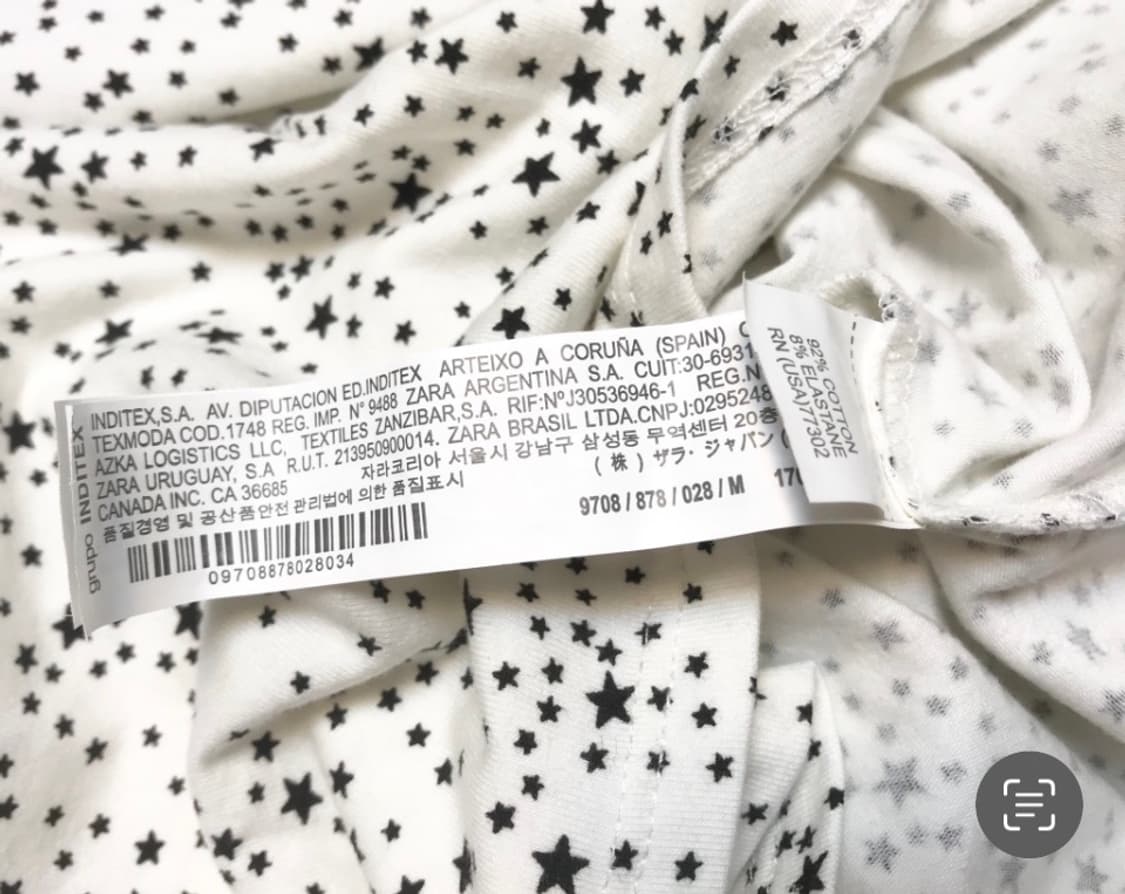 grupo INDITEX
INDITEX,S.A. AV. DIPUTACION ED.INDITEX ARTEIXO A CORUÑA (SPAIN)
TEXMODA COD.1748 REG. IMP. Nº 9488 ZARA ARGENTINA S.A. CUIT:30-6931
AZKA LOGISTICS LLC, TEXTILES ZANZIBAR,S.A. RIF:NºJ30536946-1 REG.N
ZARA URUGUAY, S.A R.U.T. 213950900014. ZARA BRASIL LTDA.CNPJ:0295248
CANADA INC. CA 36685 자라코리아 서울시 강남구 삼성동 무역센터 20층
품질경영 및 공산품안전관리법에 의한 품질표시 (株) ザラ・ジャパン (
9708 / 878 / 028 / M 170
09708878028034
92% COTTON
8% ELASTANE
RN (USA)77302